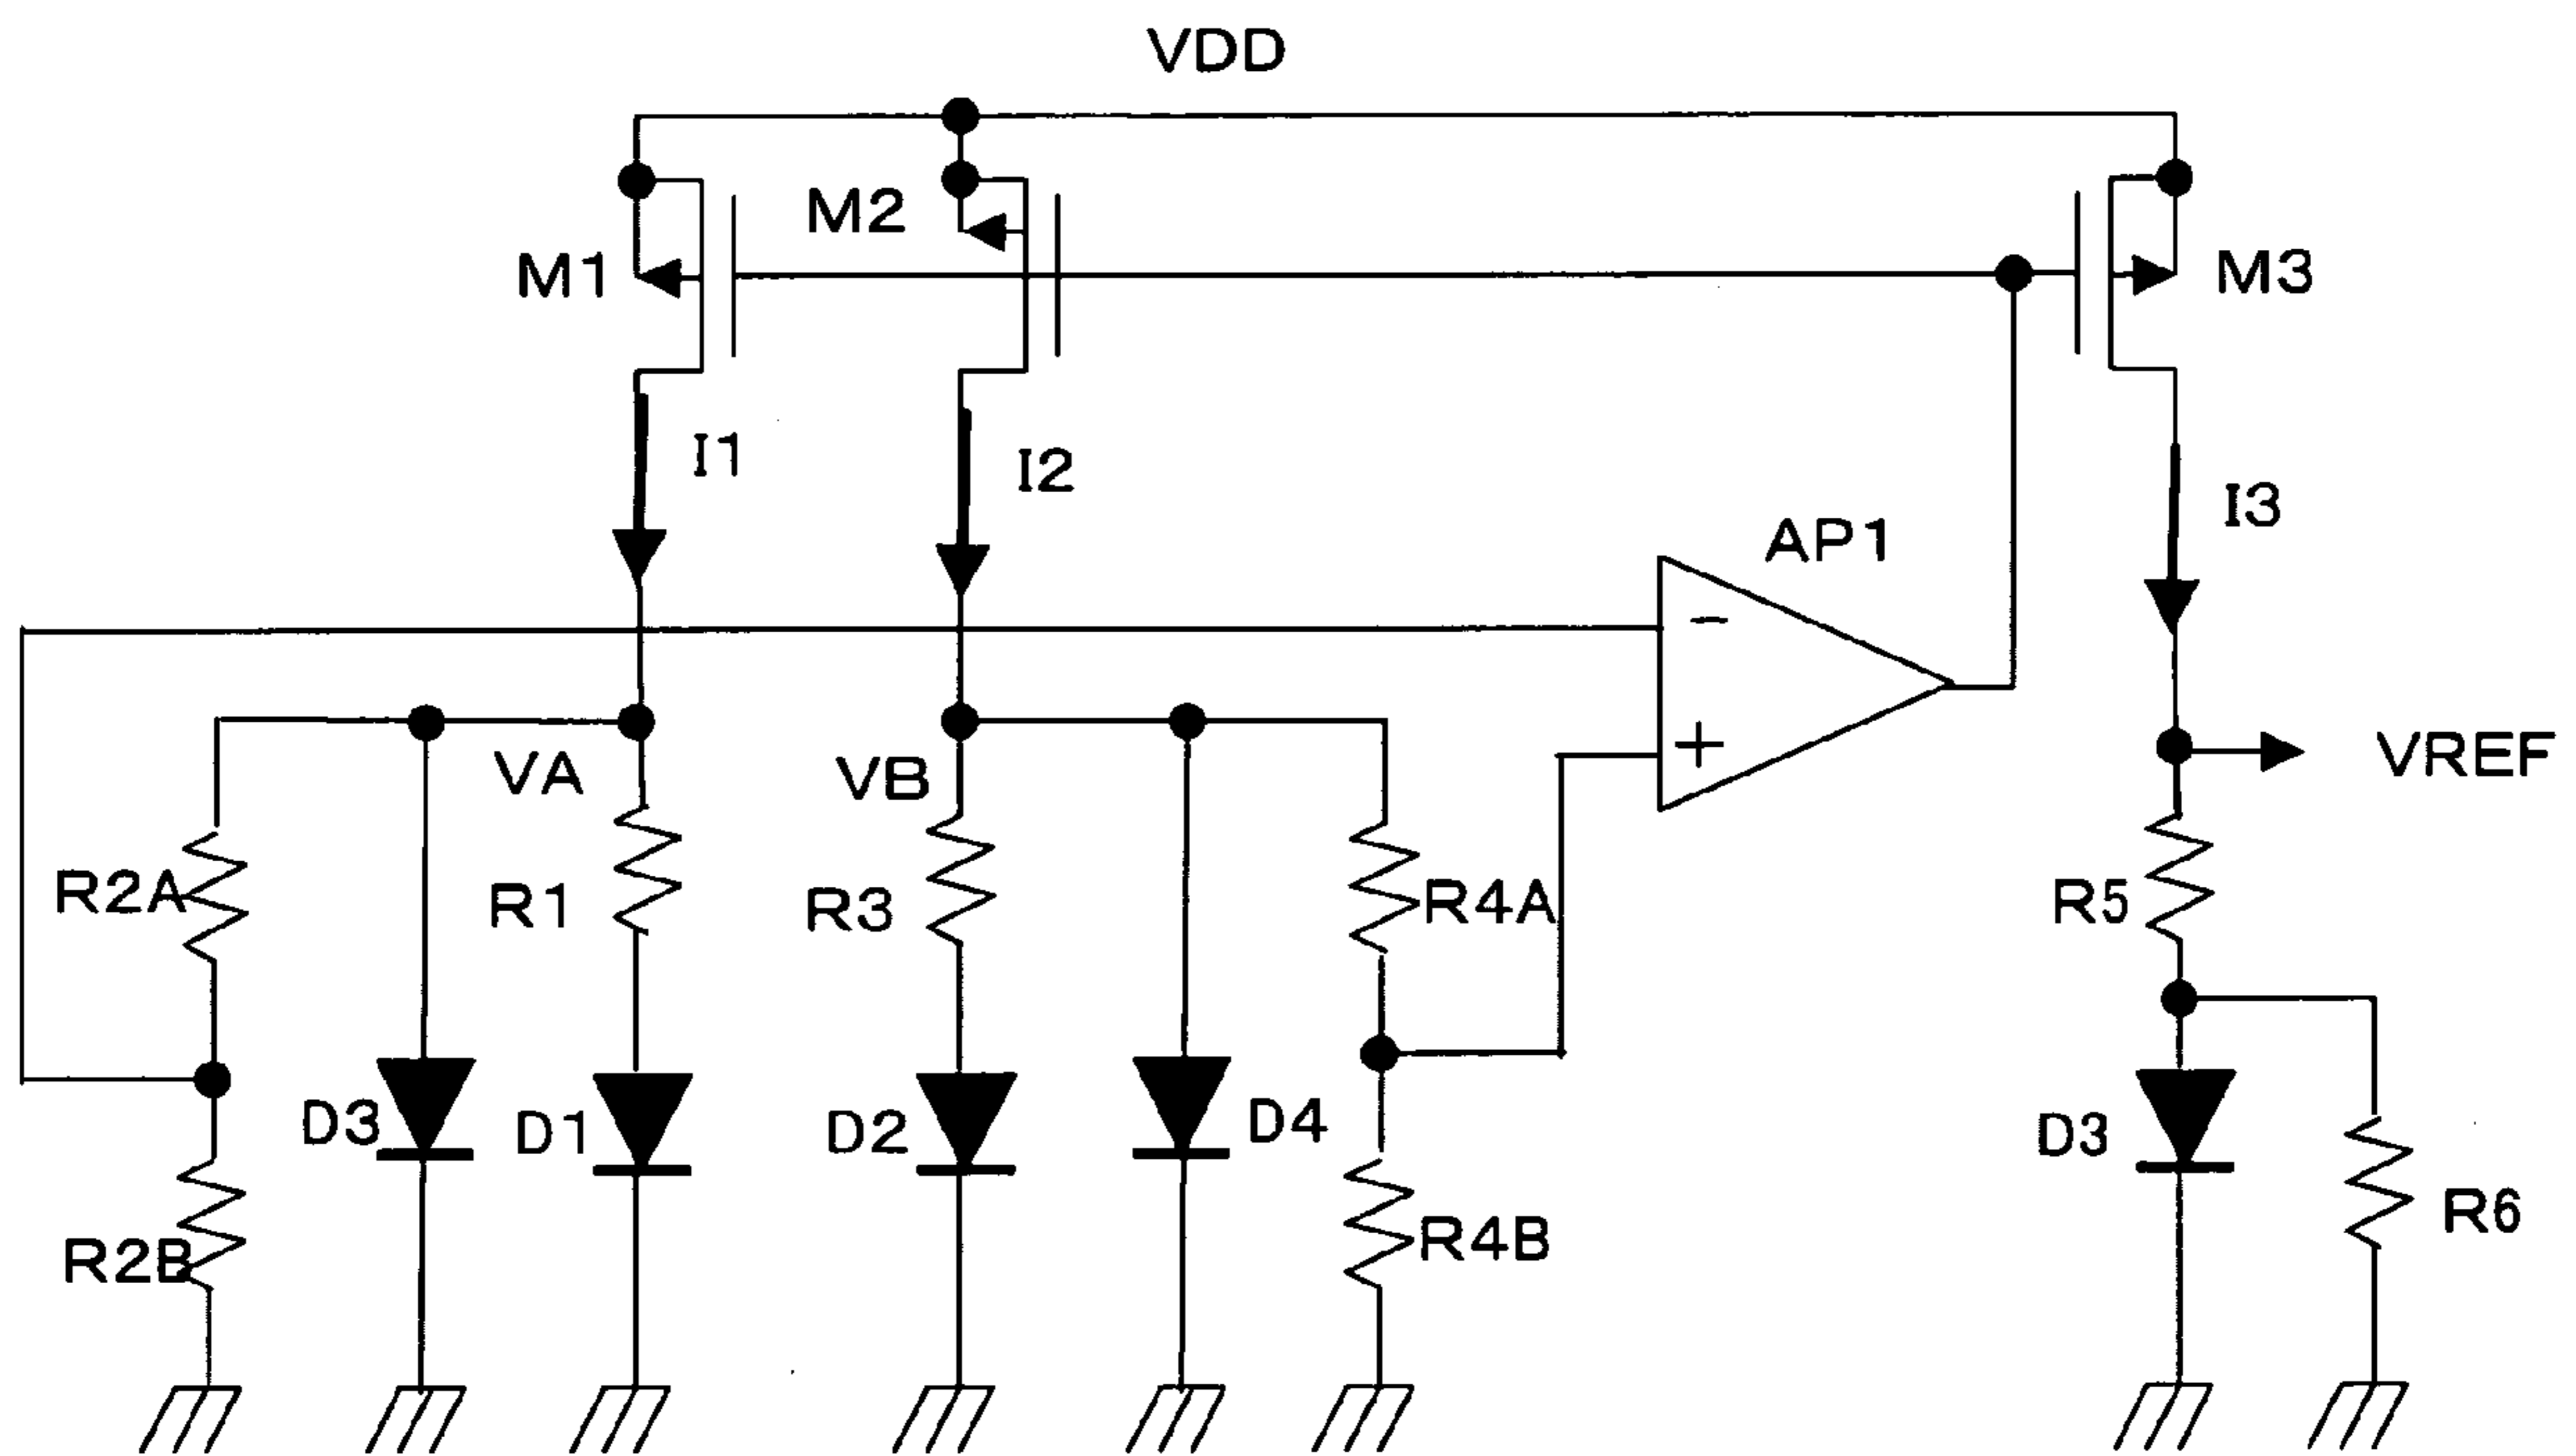 VDD
M1
M2
M3
I1
I2
I3
AP1
-
+
VA
VB
VREF
R2A
R1
R3
R4A
R5
D3
D1
D2
D4
D3
R2B
R4B
R6